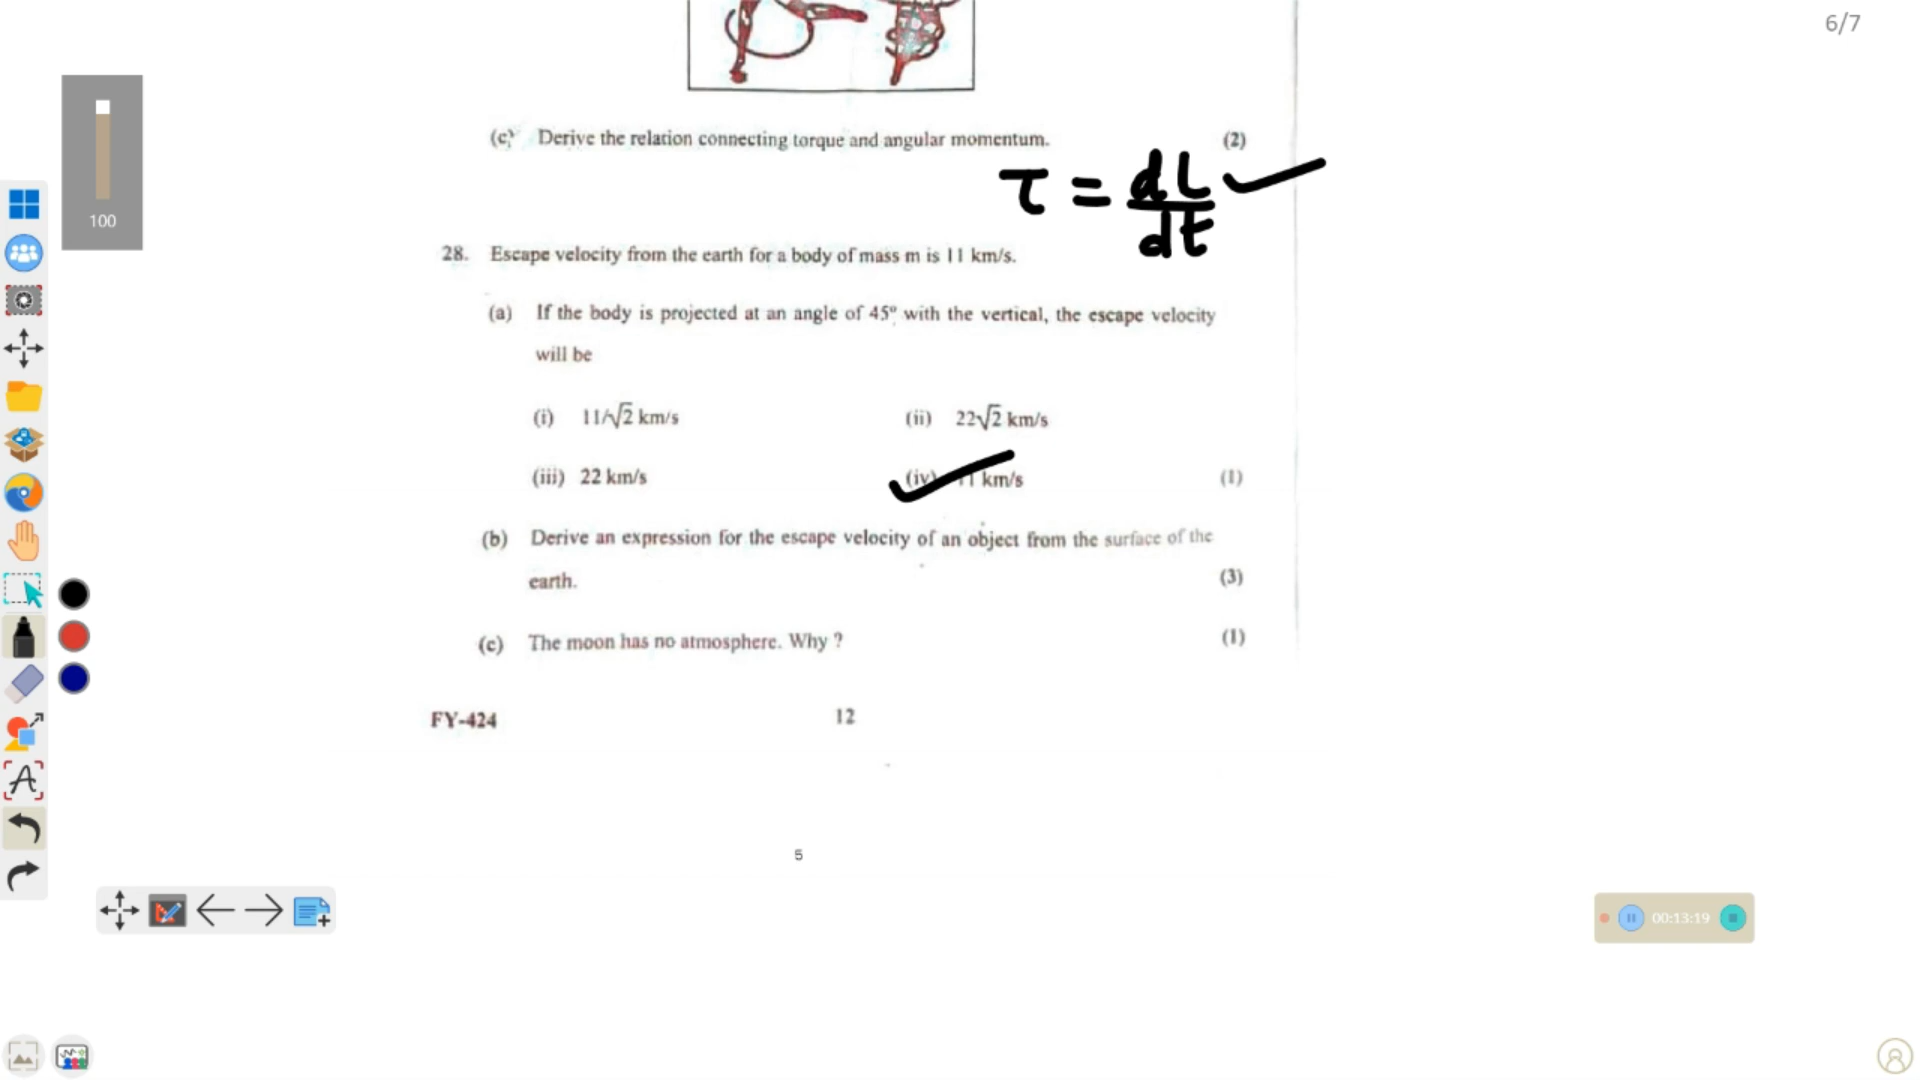 6/7
100
(c) Derive the relation connecting torque and angular momentum. (2)
τ = dL/dt
28. Escape velocity from the earth for a body of mass m is 11 km/s.
(a) If the body is projected at an angle of 45° with the vertical, the escape velocity
will be
(i) 11/√2 km/s (ii) 22√2 km/s
(iii) 22 km/s (iv) 11 km/s (1)
(b) Derive an expression for the escape velocity of an object from the surface of the
earth. (3)
(c) The moon has no atmosphere. Why ? (1)
FY-424 12
5
00:13:19